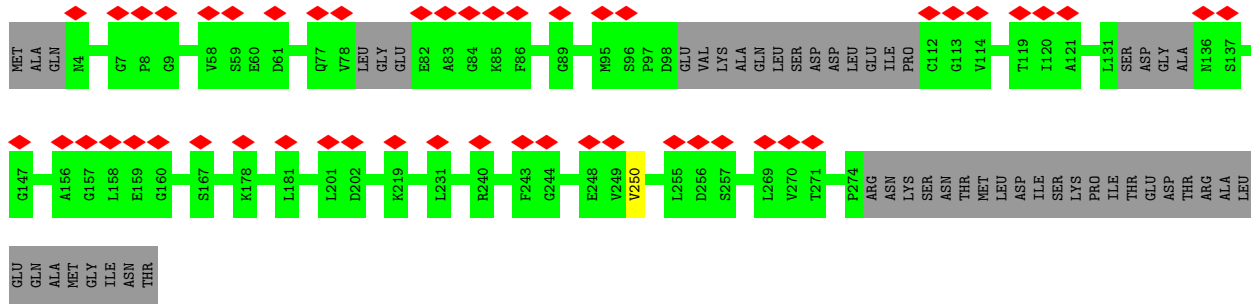 MET ALA GLN N4 G7 P8 G9 V58 S59 E60 D61 Q77 V78 LEU GLY GLU E82 A83 G84 K85 F86 G89 M95 S96 P97 D98 GLU VAL LYS ALA GLN LEU SER ASP ASP LEU GLU ILE PRO C112 G113 V114 T119 I120 A121 L131 SER ASP GLY ALA N136 S137
G147 A156 G157 L158 E159 G160 S167 K178 L181 L201 D202 K219 L231 R240 F243 G244 E248 V249 V250 L255 D256 S257 L269 V270 T271 P274 ARG ASN LYS SER ASN THR MET LEU ASP ILE SER LYS PRO ILE THR GLU ASP THR ARG ALA LEU
GLU GLN ALA MET GLY ILE ASN THR